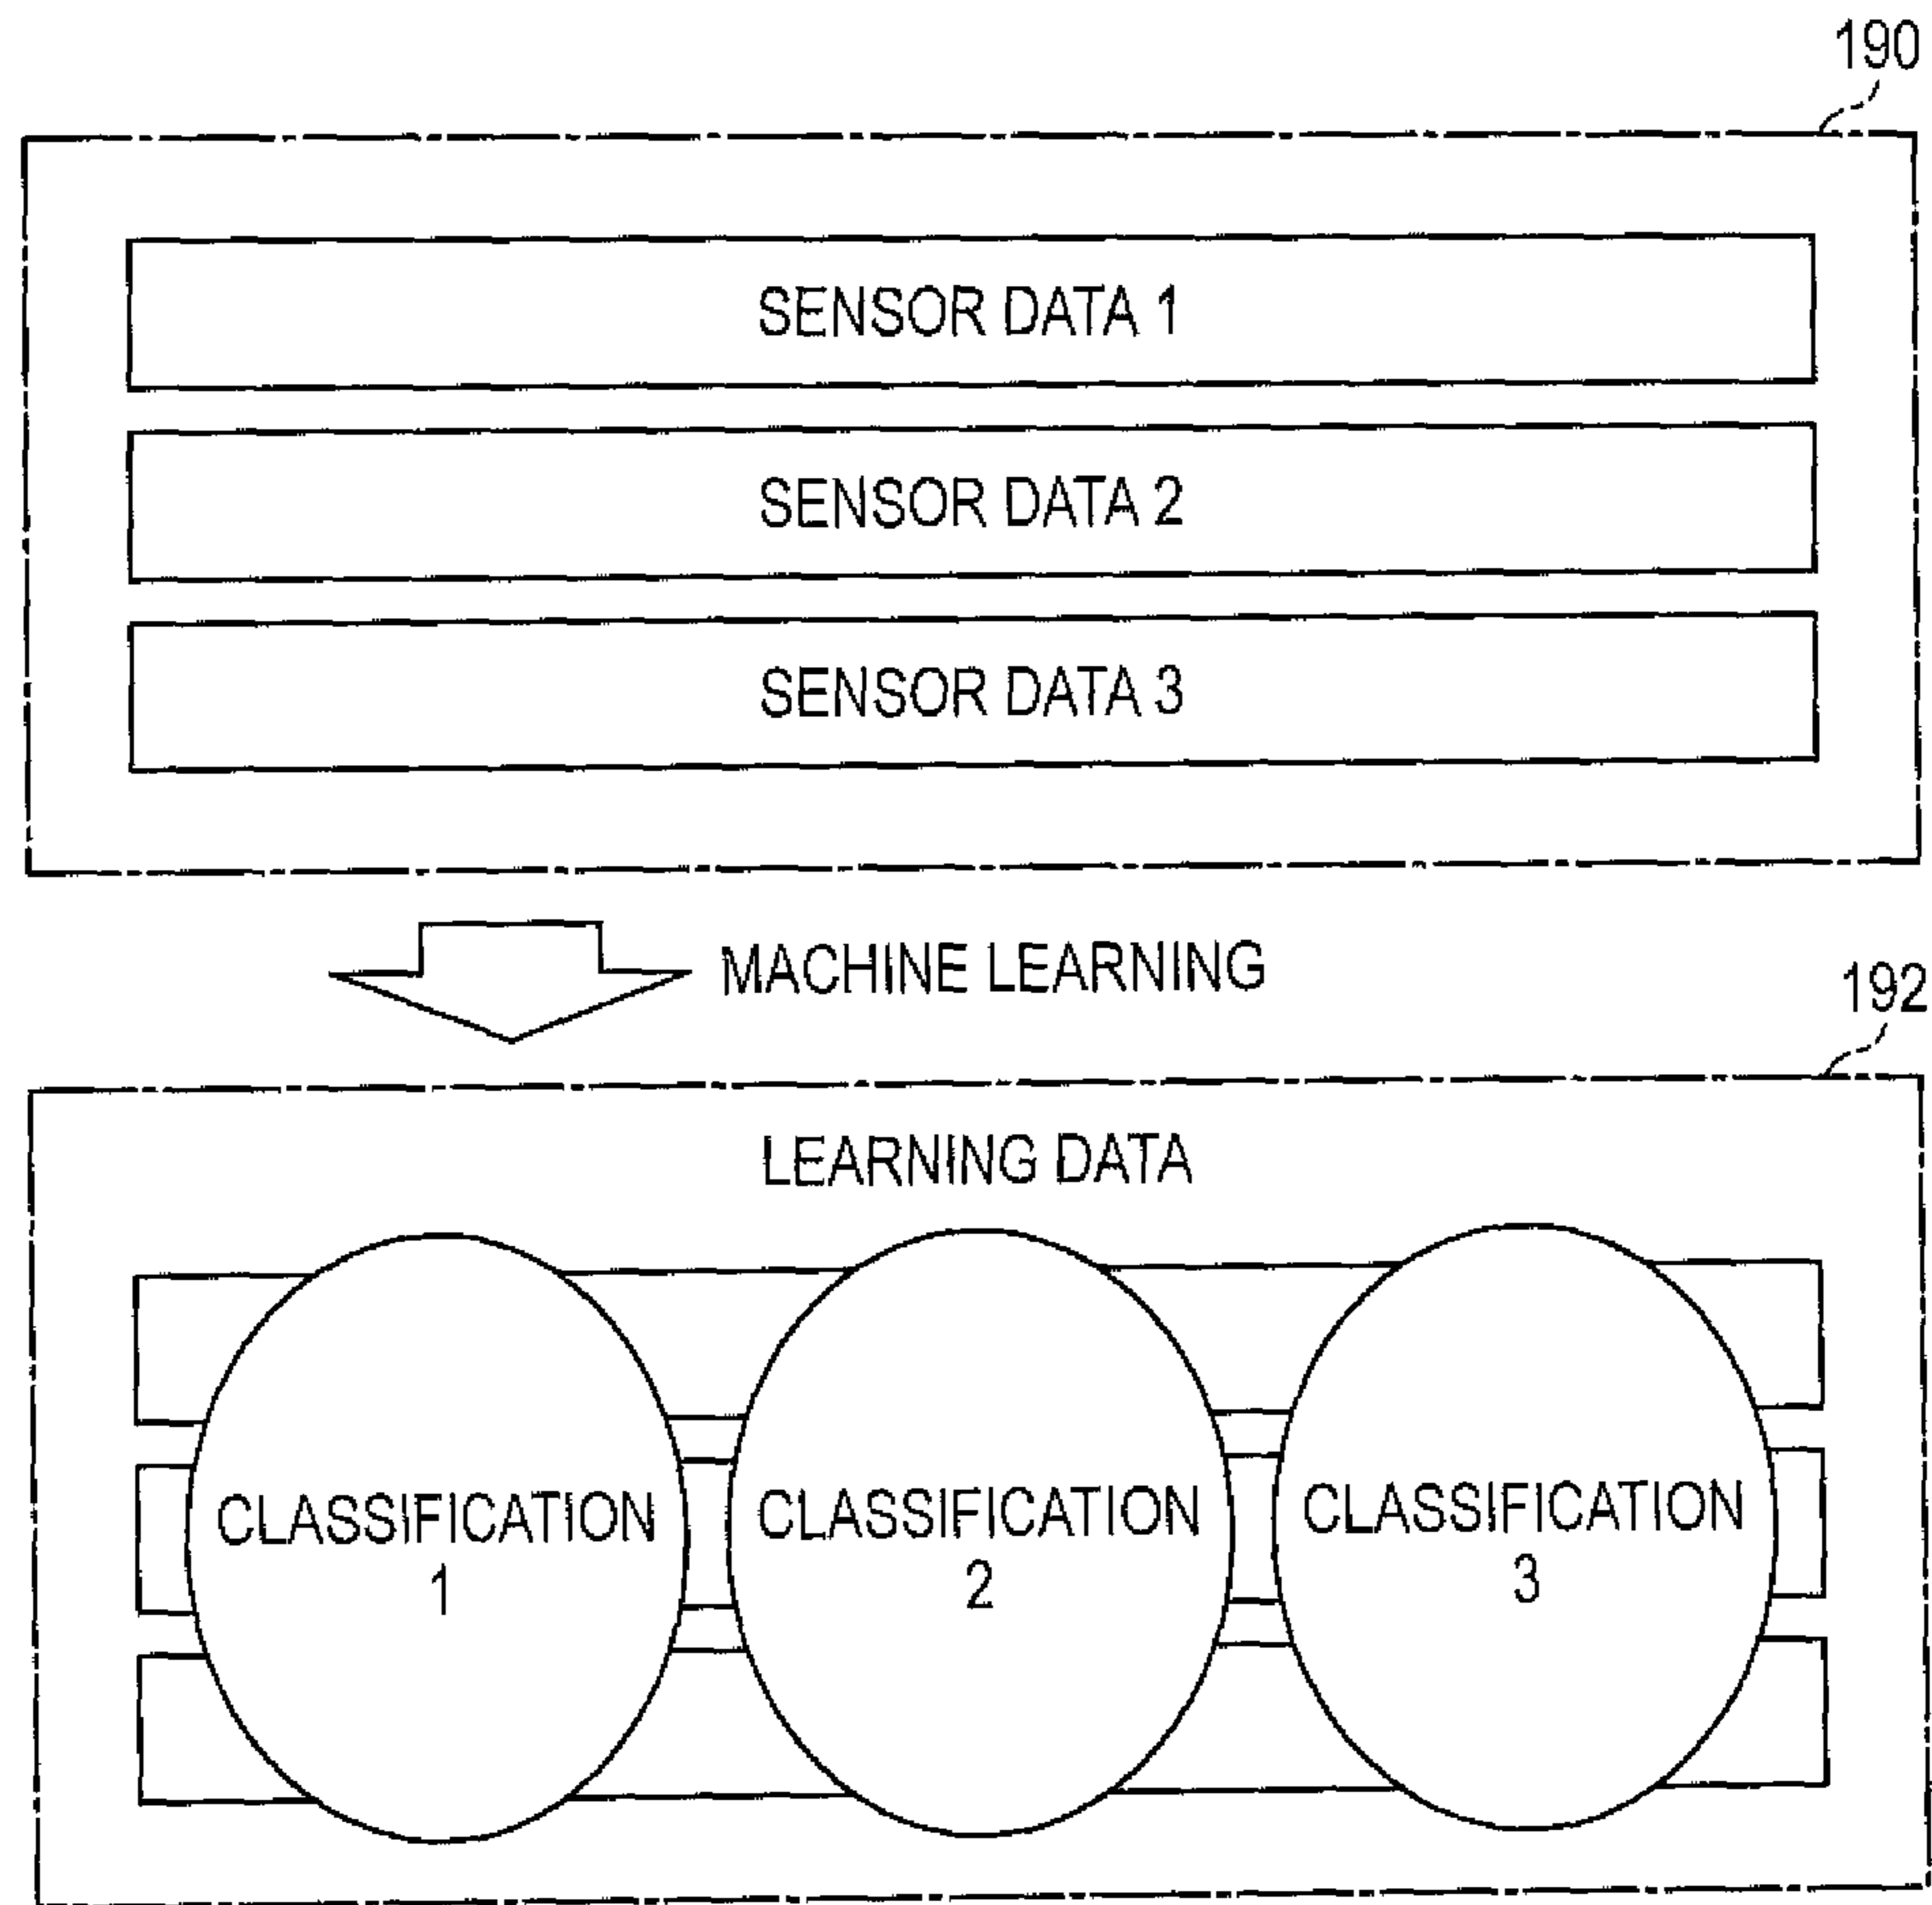 190
SENSOR DATA 1
SENSOR DATA 2
SENSOR DATA 3
MACHINE LEARNING
192
LEARNING DATA
CLASSIFICATION
1
CLASSIFICATION
2
CLASSIFICATION
3